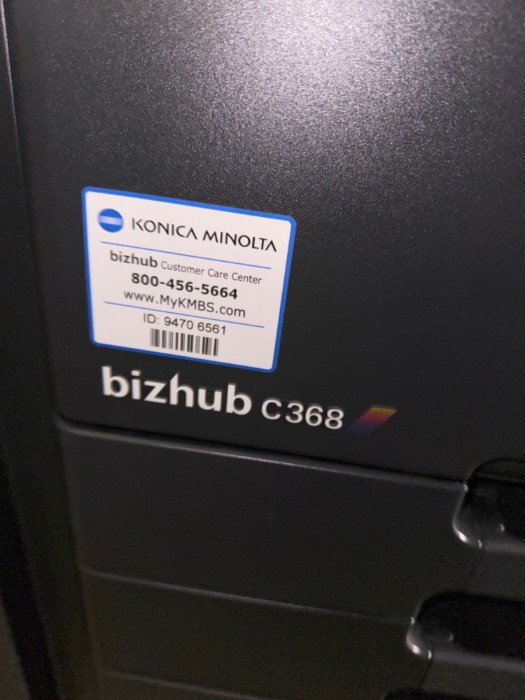 KONICA MINOLTA
bizhub Customer Care Center
800-456-5664
www.MyKMBS.com
ID: 9470 6561
bizhub C368